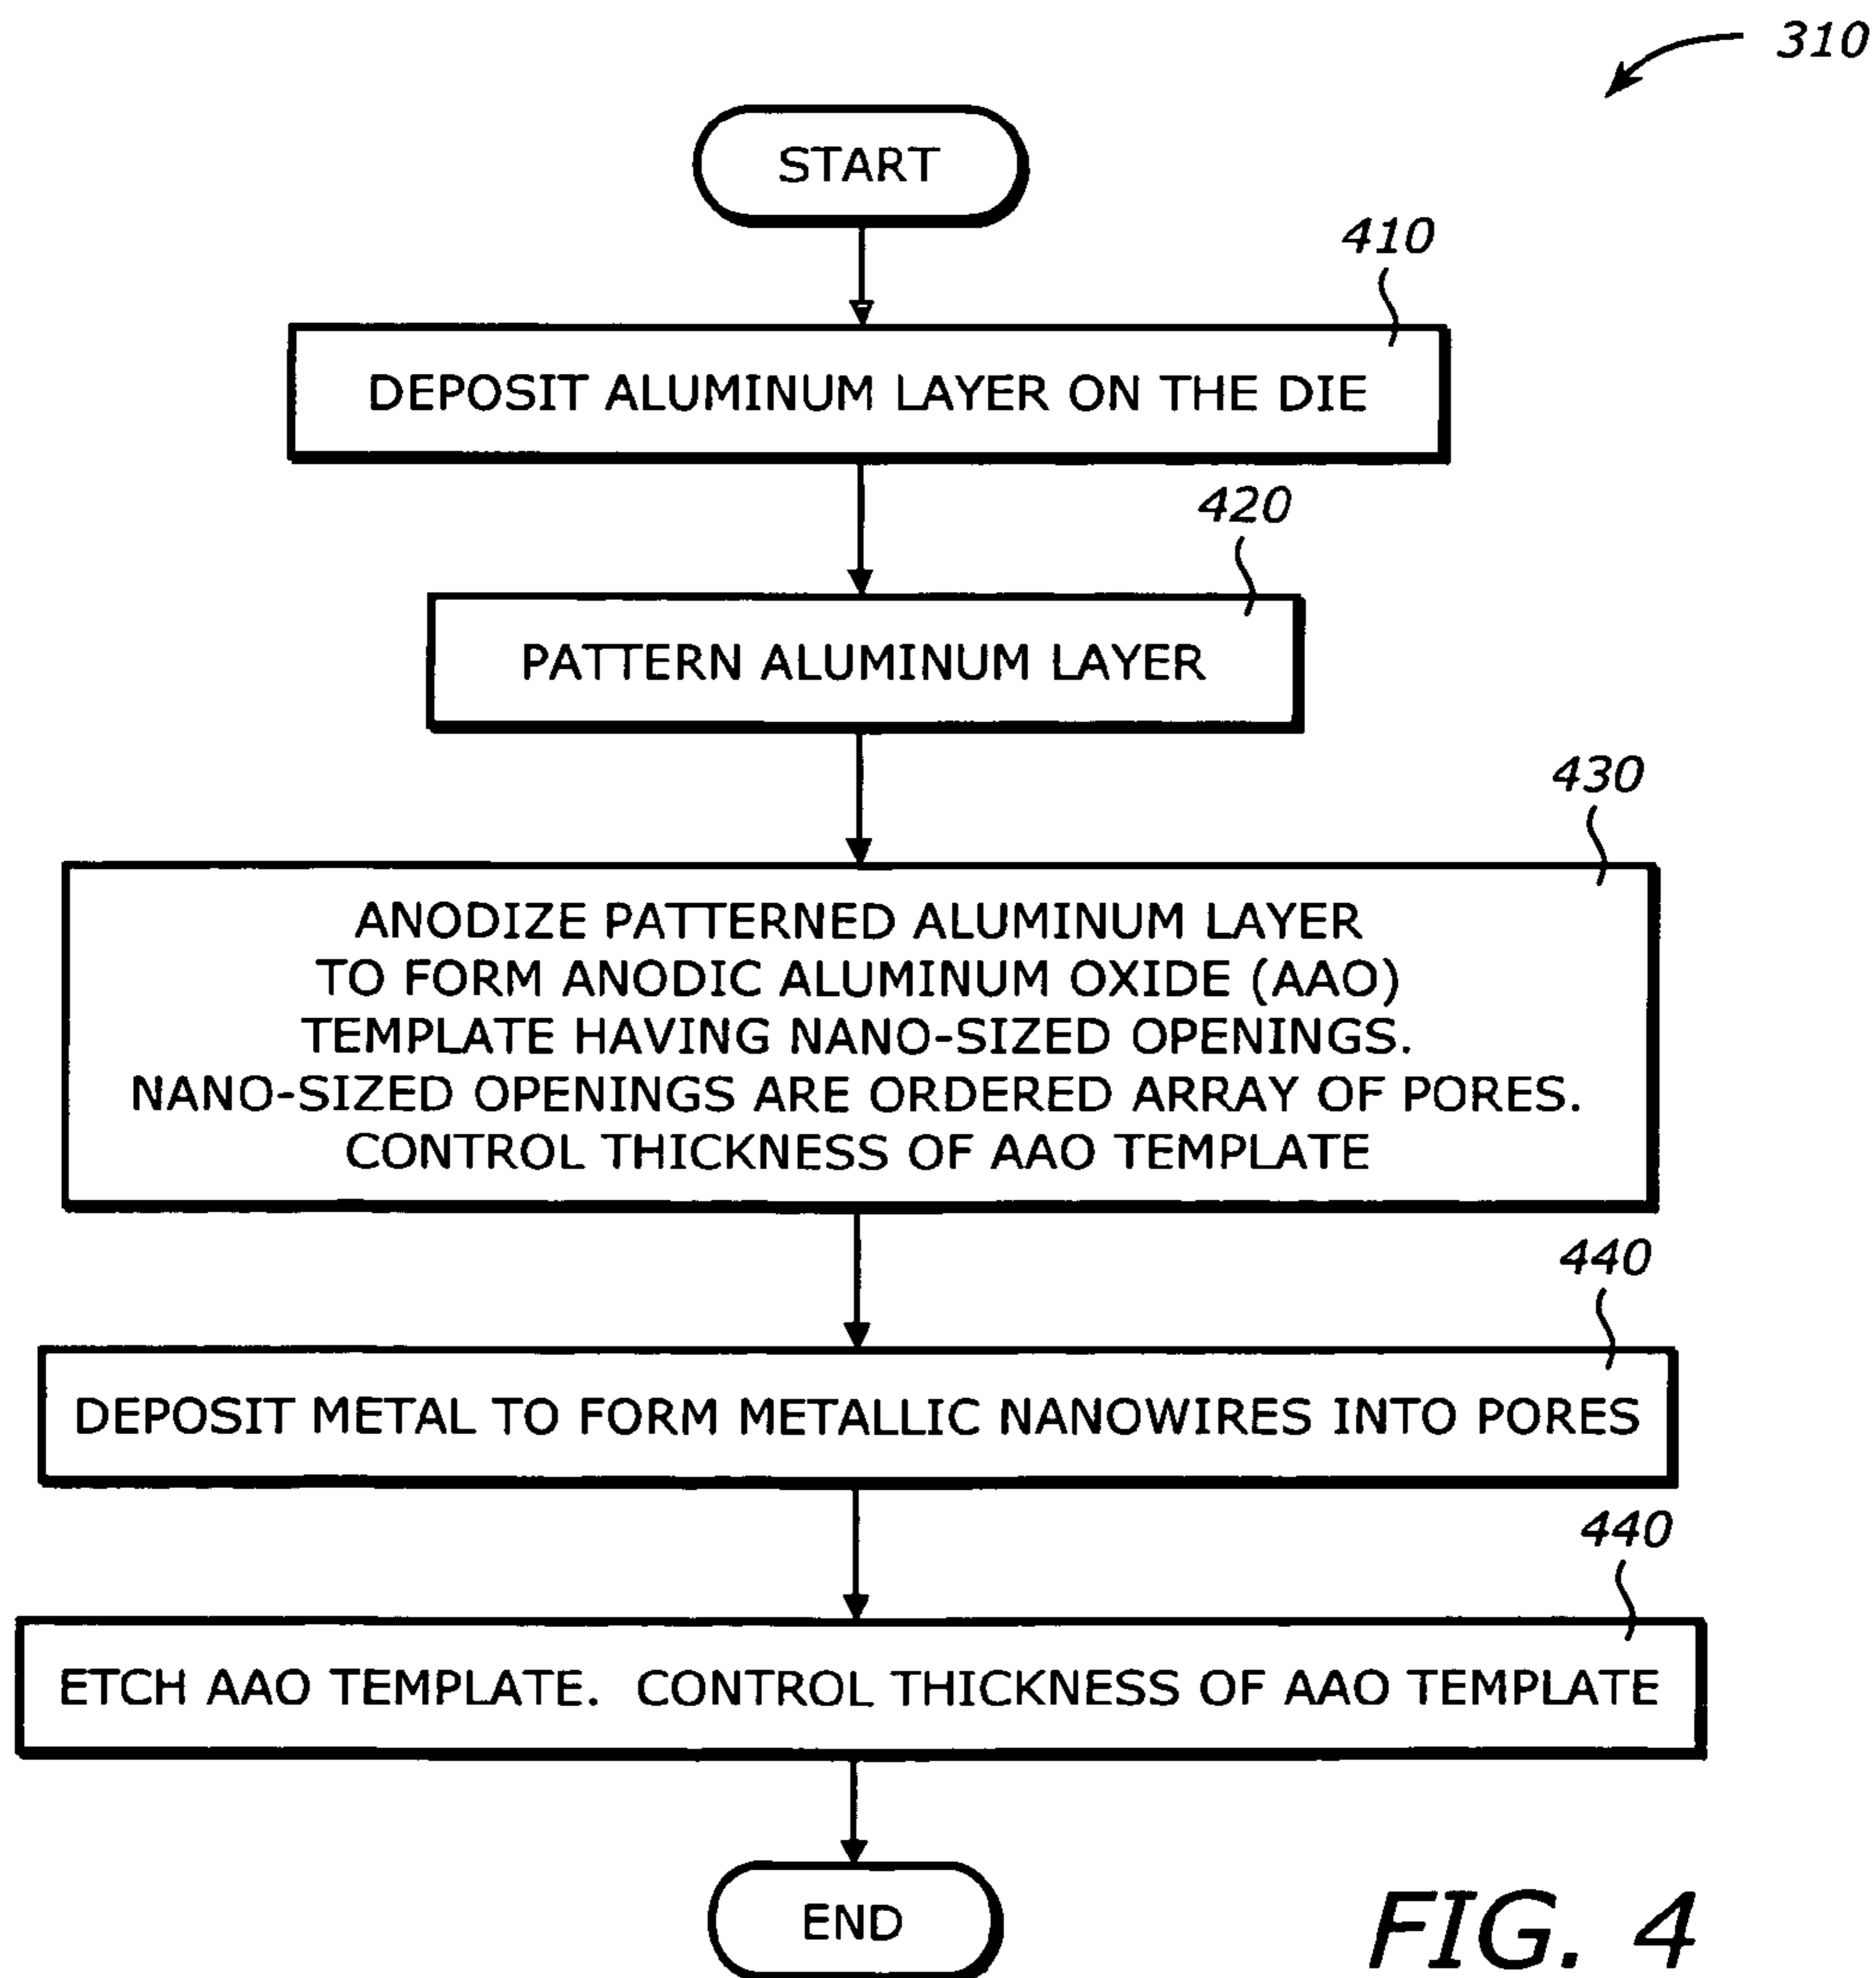 310
START
410
DEPOSIT ALUMINUM LAYER ON THE DIE
420
PATTERN ALUMINUM LAYER
430
ANODIZE PATTERNED ALUMINUM LAYER
TO FORM ANODIC ALUMINUM OXIDE (AAO)
TEMPLATE HAVING NANO-SIZED OPENINGS.
NANO-SIZED OPENINGS ARE ORDERED ARRAY OF PORES.
CONTROL THICKNESS OF AAO TEMPLATE
440
DEPOSIT METAL TO FORM METALLIC NANOWIRES INTO PORES
440
ETCH AAO TEMPLATE. CONTROL THICKNESS OF AAO TEMPLATE
END
FIG. 4